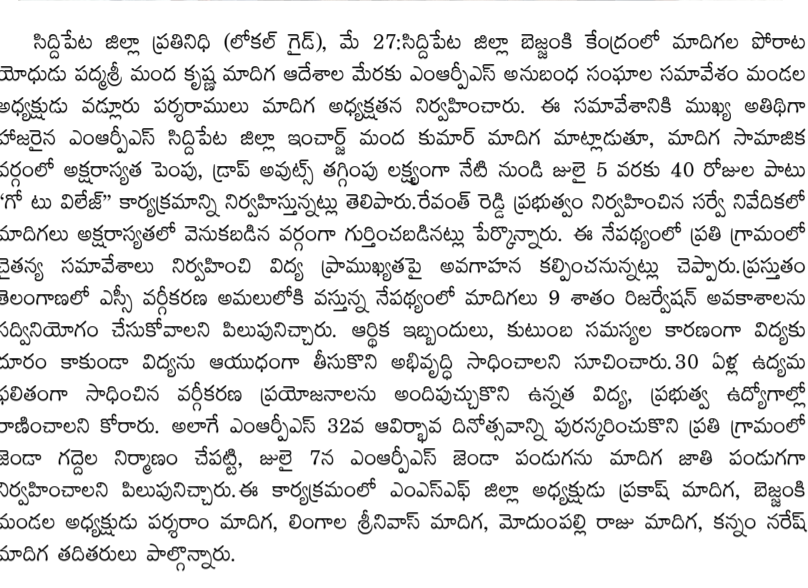 సిద్దిపేట జిల్లా ప్రతినిధి (లోకల్ గైడ్), మే 27:సిద్దిపేట జిల్లా బెజ్జంకి కేంద్రంలో మాదిగల పోరాట
యోధుడు పద్మశ్రీ మంద కృష్ణ మాదిగ ఆదేశాల మేరకు ఎంఆర్పీఎస్ అనుబంధ సంఘాల సమావేశం మండల
అధ్యక్షుడు వడ్లూరు పర్శరాములు మాదిగ అధ్యక్షతన నిర్వహించారు. ఈ సమావేశానికి ముఖ్య అతిథిగా
హాజరైన ఎంఆర్పీఎస్ సిద్దిపేట జిల్లా ఇంచార్జ్ మంద కుమార్ మాదిగ మాట్లాడుతూ, మాదిగ సామాజిక
వర్గంలో అక్షరాస్యత పెంపు, డ్రాప్ అవుట్స్ తగ్గింపు లక్ష్యంగా నేటి నుండి జులై 5 వరకు 40 రోజుల పాటు
“గో టు విలేజ్” కార్యక్రమాన్ని నిర్వహిస్తున్నట్లు తెలిపారు.రేవంత్ రెడ్డి ప్రభుత్వం నిర్వహించిన సర్వే నివేదికలో
మాదిగలు అక్షరాస్యతలో వెనుకబడిన వర్గంగా గుర్తించబడినట్లు పేర్కొన్నారు. ఈ నేపథ్యంలో ప్రతి గ్రామంలో
చైతన్య సమావేశాలు నిర్వహించి విద్య ప్రాముఖ్యతపై అవగాహన కల్పించనున్నట్లు చెప్పారు.ప్రస్తుతం
తెలంగాణలో ఎస్సీ వర్గీకరణ అమలులోకి వస్తున్న నేపథ్యంలో మాదిగలు 9 శాతం రిజర్వేషన్ అవకాశాలను
సద్వినియోగం చేసుకోవాలని పిలుపునిచ్చారు. ఆర్థిక ఇబ్బందులు, కుటుంబ సమస్యల కారణంగా విద్యకు
దూరం కాకుండా విద్యను ఆయుధంగా తీసుకొని అభివృద్ధి సాధించాలని సూచించారు.30 ఏళ్ల ఉద్యమ
ఫలితంగా సాధించిన వర్గీకరణ ప్రయోజనాలను అందిపుచ్చుకొని ఉన్నత విద్య, ప్రభుత్వ ఉద్యోగాల్లో
రాణించాలని కోరారు. అలాగే ఎంఆర్పీఎస్ 32వ ఆవిర్భావ దినోత్సవాన్ని పురస్కరించుకొని ప్రతి గ్రామంలో
జెండా గద్దెల నిర్మాణం చేపట్టి, జులై 7న ఎంఆర్పీఎస్ జెండా పండుగను మాదిగ జాతి పండుగగా
నిర్వహించాలని పిలుపునిచ్చారు.ఈ కార్యక్రమంలో ఎంఎస్ఎఫ్ జిల్లా అధ్యక్షుడు ప్రకాష్ మాదిగ, బెజ్జంకి
మండల అధ్యక్షుడు పర్శరాం మాదిగ, లింగాల శ్రీనివాస్ మాదిగ, మోదుంపల్లి రాజు మాదిగ, కన్నం నరేష్
మాదిగ తదితరులు పాల్గొన్నారు.